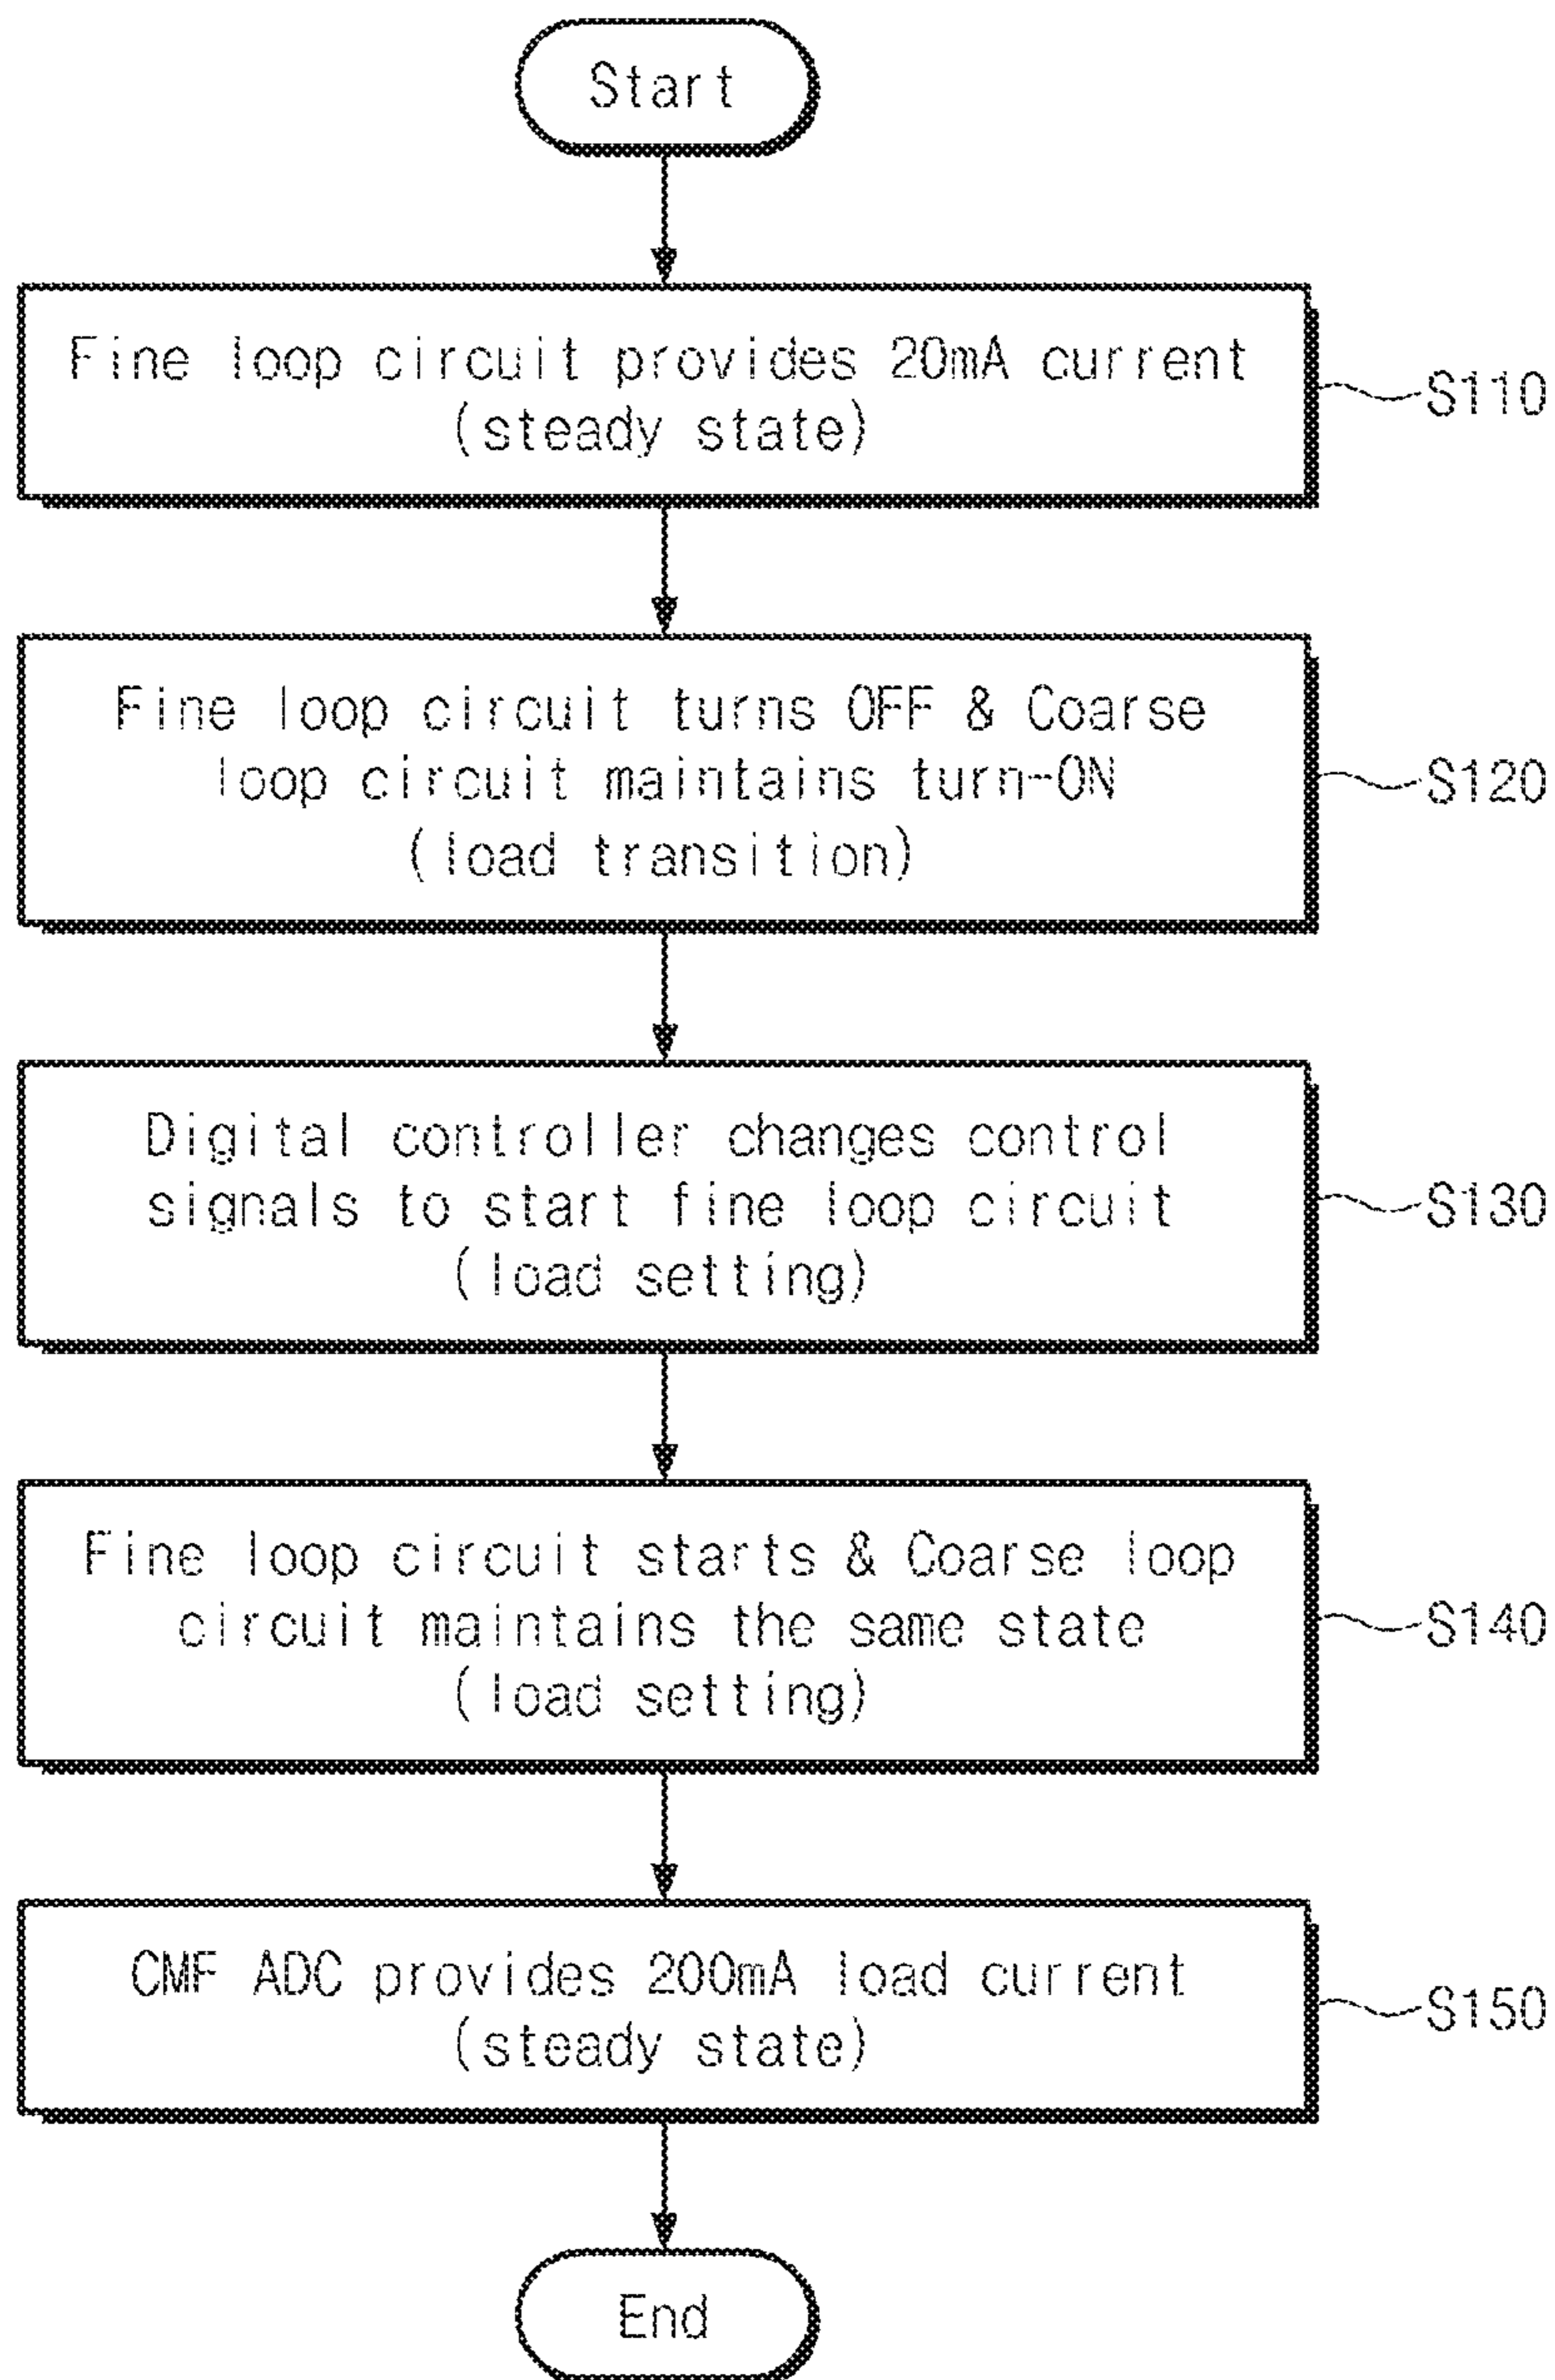 Start
Fine loop circuit provides 20mA current
(steady state)
S110
Fine loop circuit turns OFF & Coarse
loop circuit maintains turn-ON
(load transition)
S120
Digital controller changes control
signals to start fine loop circuit
(load setting)
S130
Fine loop circuit starts & Coarse loop
circuit maintains the same state
(load setting)
S140
CMF ADC provides 200mA load current
(steady state)
S150
End